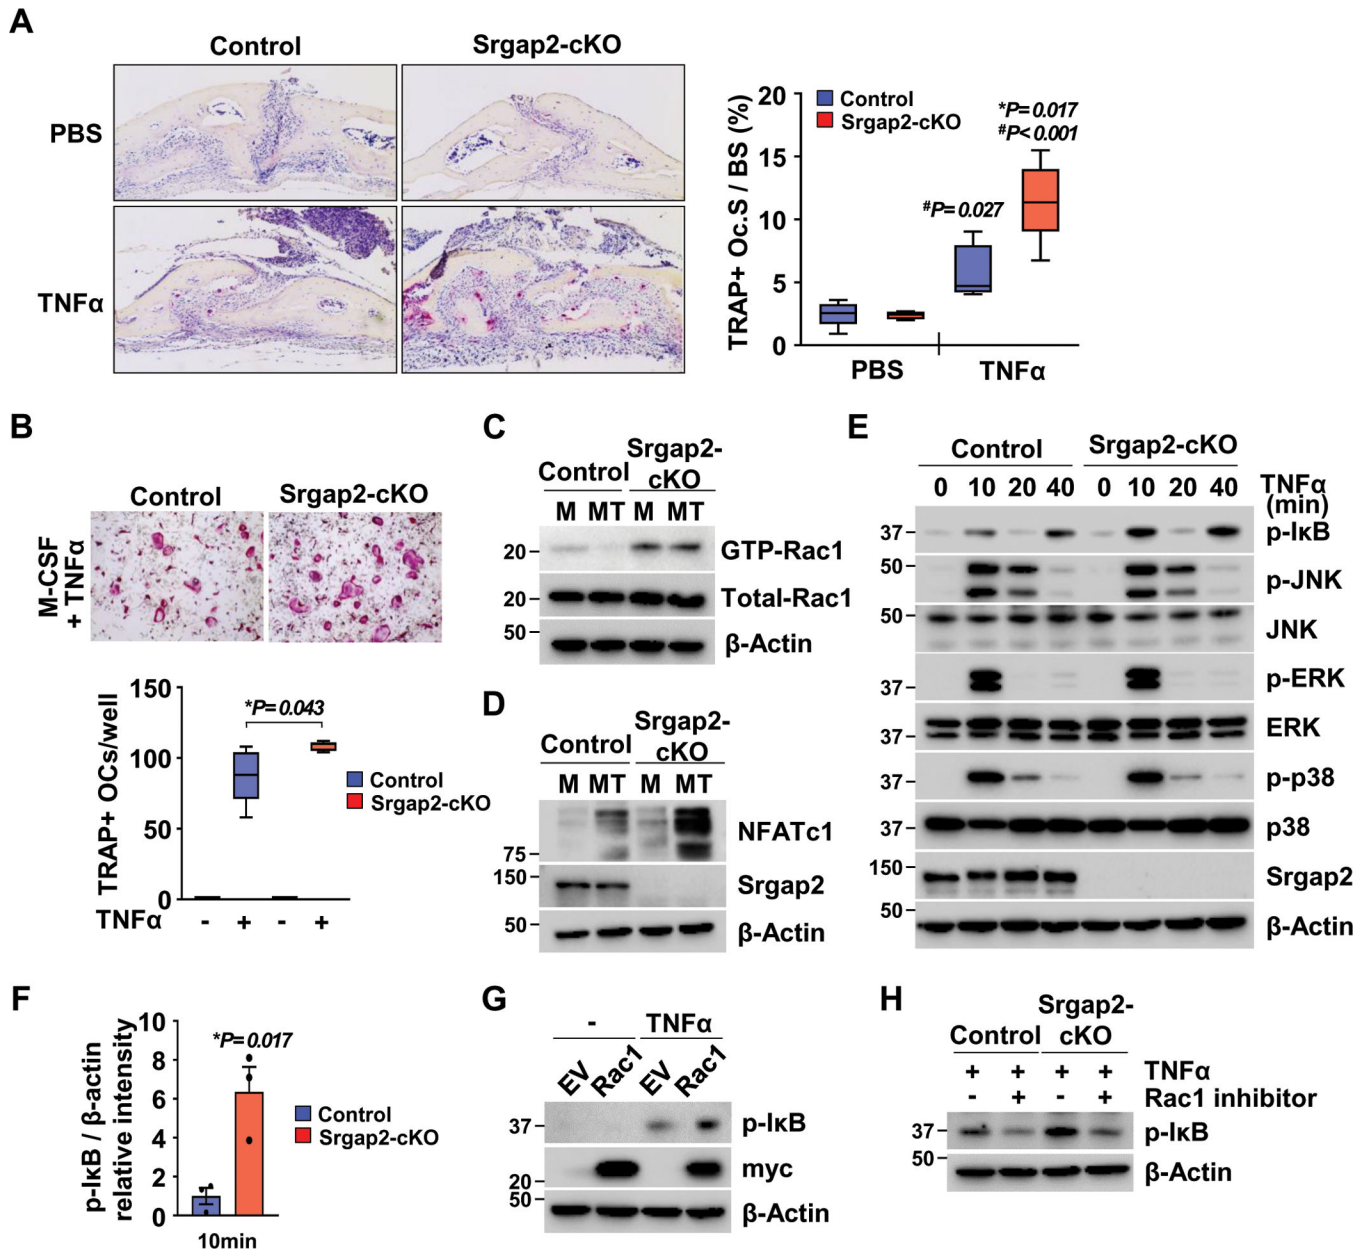 A
Control
Srgap2-cKO
PBS
TNFα
TRAP+ Oc.S / BS (%)
20
15
10
5
0
Control
Srgap2-cKO
*P=0.017
#P<0.001
#P=0.027
PBS
TNFα
B
Control
Srgap2-cKO
M-CSF
+ TNFα
TRAP+ OCs/well
150
100
50
0
*P=0.043
Control
Srgap2-cKO
TNFα
- + - +
C
Control
Srgap2-
cKO
M MT M MT
20
GTP-Rac1
20
Total-Rac1
50
β-Actin
D
Control
Srgap2-
cKO
M MT M MT
NFATc1
75
150
Srgap2
50
β-Actin
E
Control
Srgap2-cKO
0 10 20 40 0 10 20 40
TNFα
(min)
37
p-IκB
50
p-JNK
50
JNK
37
p-ERK
37
ERK
37
p-p38
37
p38
150
Srgap2
50
β-Actin
F
p-IκB / β-actin
relative intensity
10
8
6
4
2
0
*P=0.017
10min
Control
Srgap2-cKO
G
- TNFα
EV Rac1 EV Rac1
37
p-IκB
myc
20
50
β-Actin
H
Control
Srgap2-
cKO
+ + + + TNFα
- + - + Rac1 inhibitor
37
p-IκB
50
β-Actin